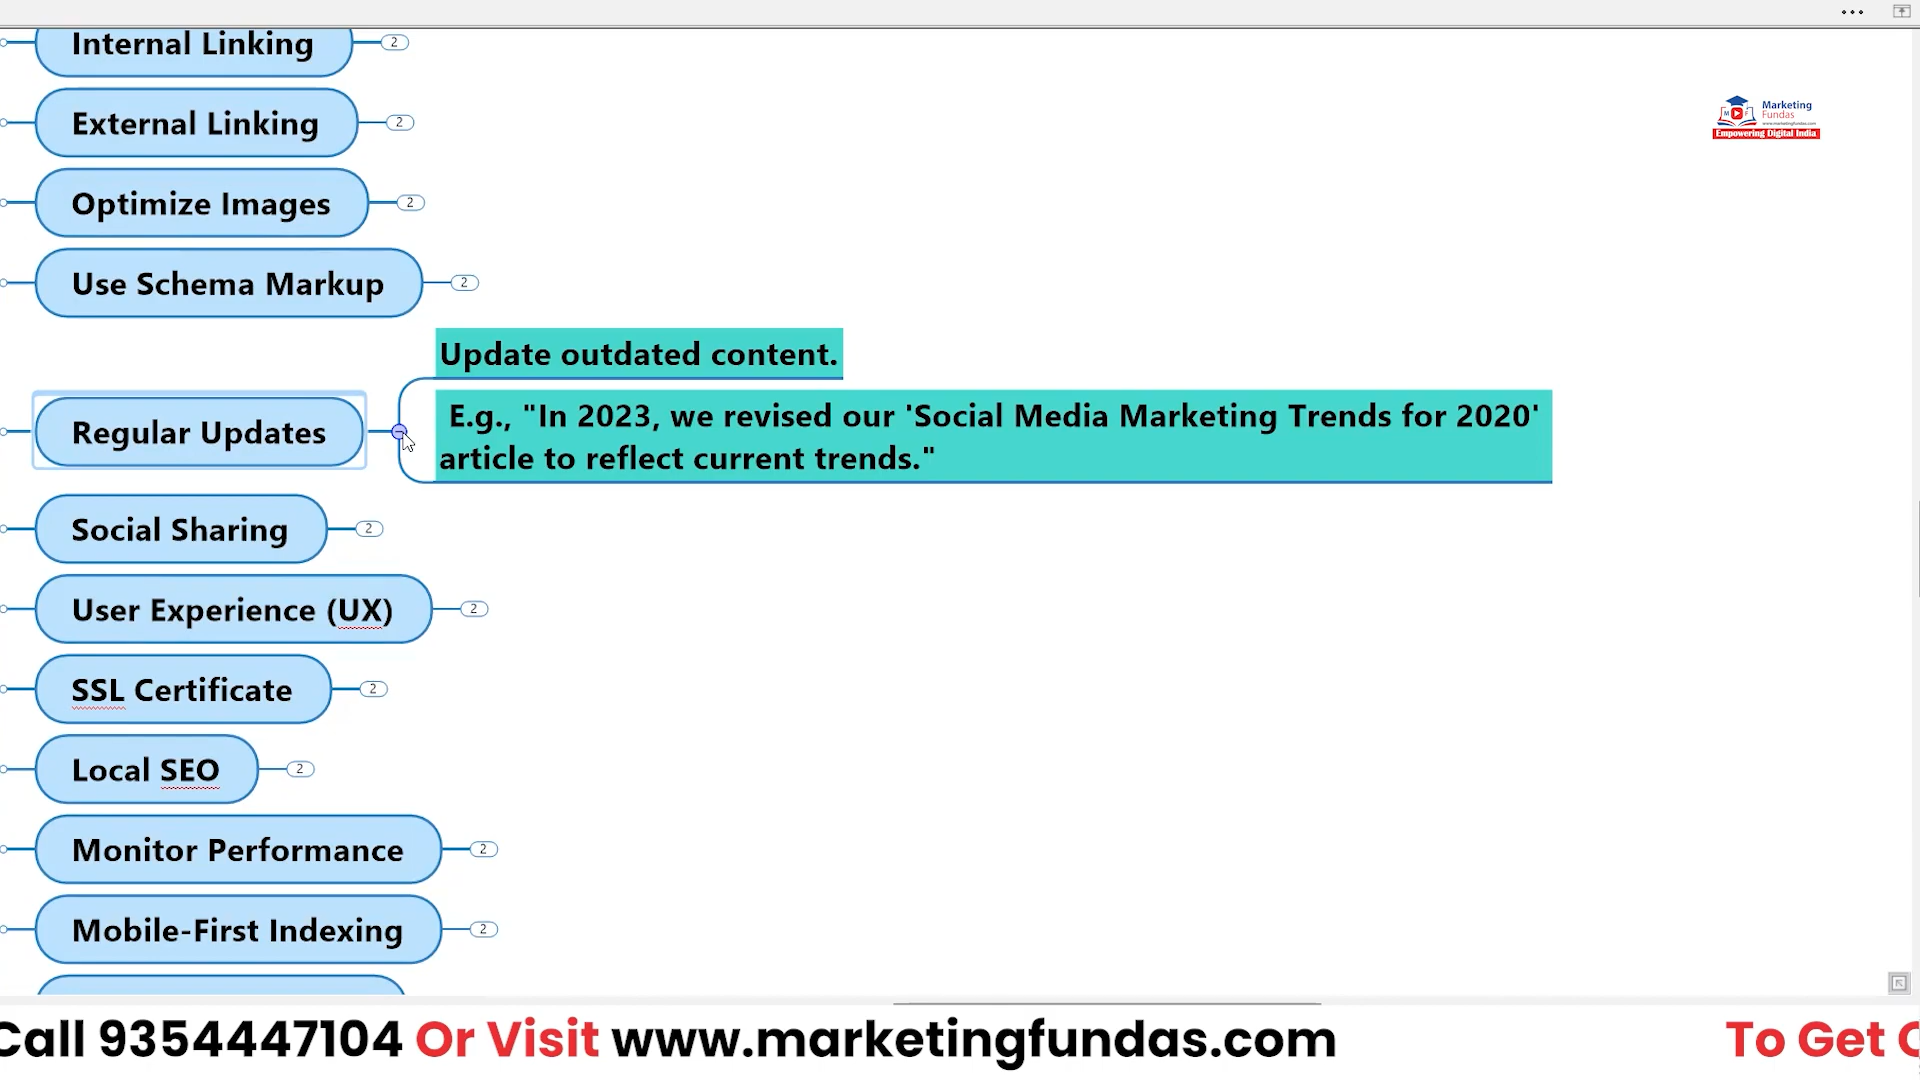 Internal Linking 2
External Linking 2
Marketing
Fundas
www.marketingfundas.com
Empowering Digital India
Optimize Images 2
Use Schema Markup 2
Update outdated content.
Regular Updates
E.g., "In 2023, we revised our 'Social Media Marketing Trends for 2020'
article to reflect current trends."
Social Sharing 2
User Experience (UX) 2
SSL Certificate 2
Local SEO 2
Monitor Performance 2
Mobile-First Indexing 2
Call 9354447104 Or Visit www.marketingfundas.com To Get